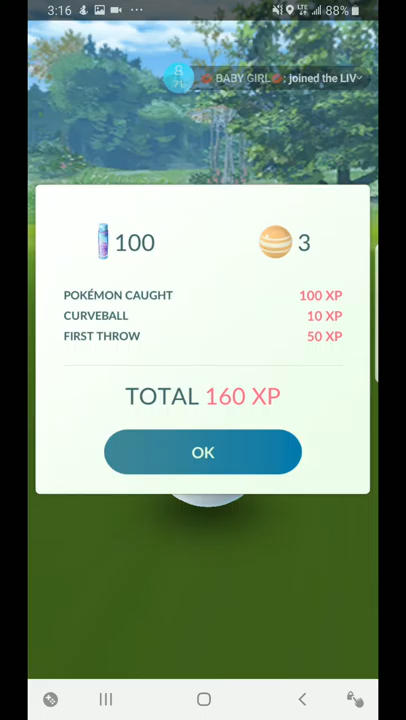 3:16 LTE 88%
BABY GIRL: joined the LIV
100 3
POKÉMON CAUGHT 100 XP
CURVEBALL 10 XP
FIRST THROW 50 XP
TOTAL 160 XP
OK